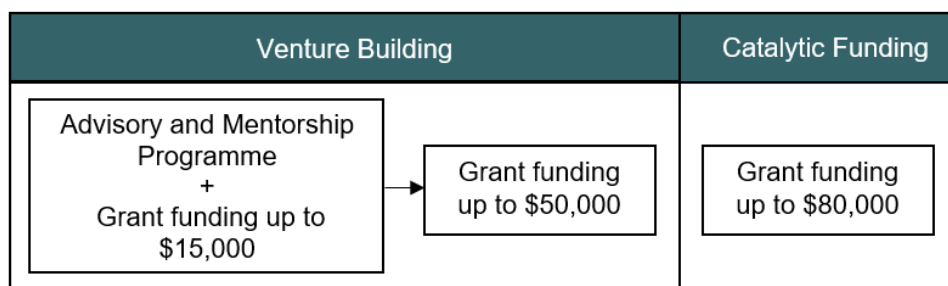 Venture Building
Catalytic Funding
Advisory and Mentorship
Programme
+
Grant funding up to
$15,000
Grant funding
up to $50,000
Grant funding
up to $80,000